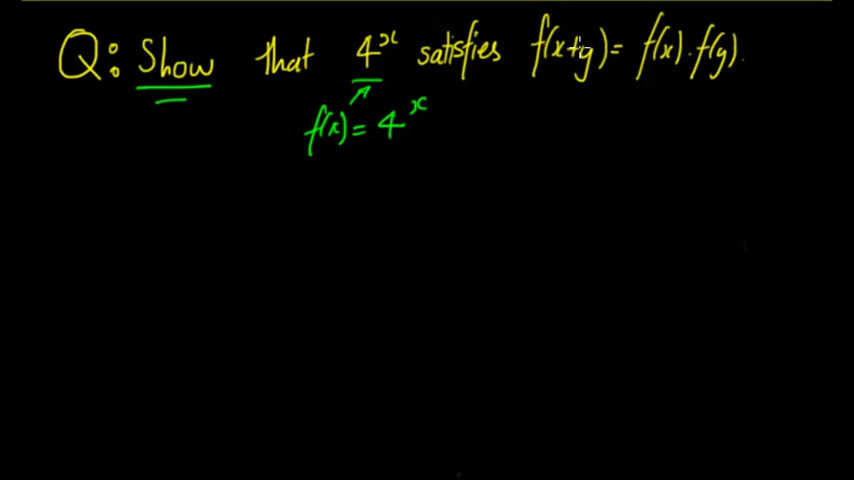 Q: Show that 4^x satisfies f(x+y) = f(x).f(y).
f(x) = 4^x